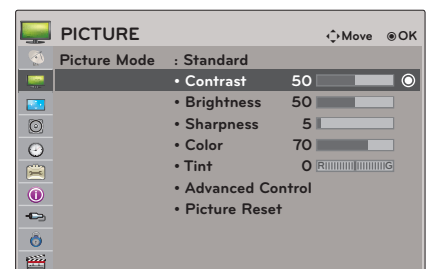 PICTURE Move OK
Picture Mode : Standard
• Contrast 50
• Brightness 50
• Sharpness 5
• Color 70
• Tint 0 R G
• Advanced Control
• Picture Reset